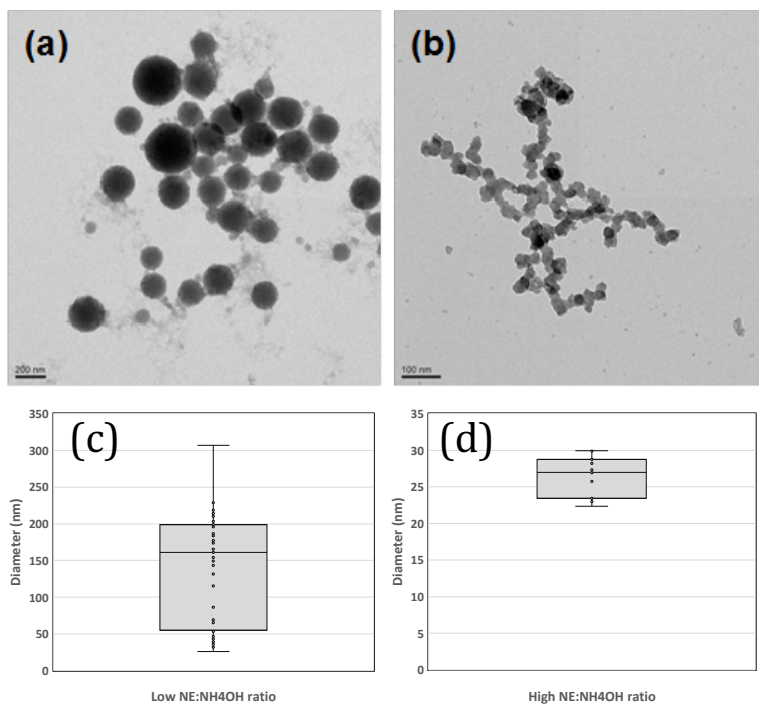 (a)
(b)
200 nm
100 nm
(c)
350
300
250
200
150
100
50
0
Diameter (nm)
Low NE:NH4OH ratio
(d)
35
30
25
20
15
10
5
0
Diameter (nm)
High NE:NH4OH ratio